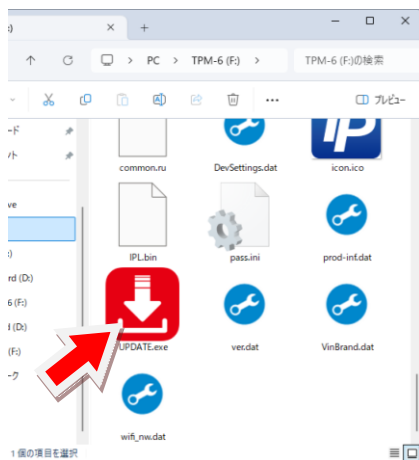 :)
PC > TPM-6 (F:) >
TPM-6 (F:)の検索
プレビュー
ード
ット
common.ru
DevSettings.dat
icon.ico
ve
:)
IPL.bin
pass.ini
prod-inf.dat
rd (D:)
6 (F:)
d (D:)
(F:)
ーク
UPDATE.exe
ver.dat
VinBrand.dat
wifi_nw.dat
1 個の項目を選択